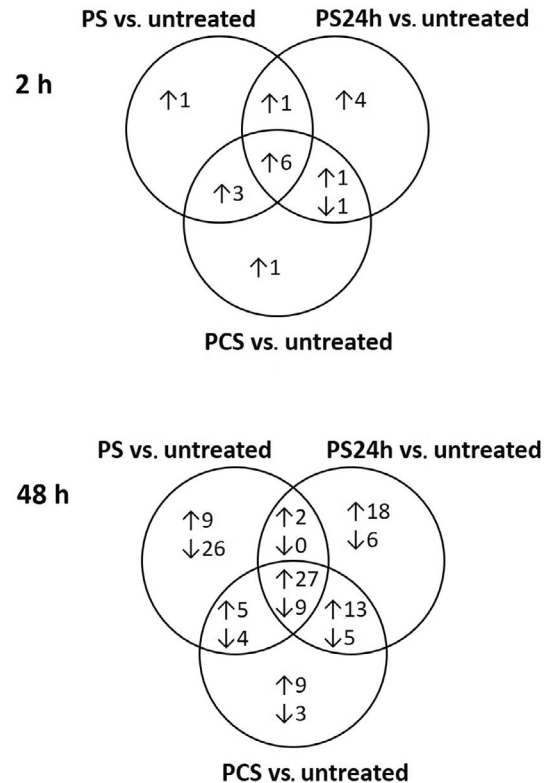 PS vs. untreated
PS24h vs. untreated
2 h
↑1
↑1
↑4
↑6
↑3
↑1
↓1
↑1
PCS vs. untreated
PS vs. untreated
PS24h vs. untreated
48 h
↑9
↓26
↑2
↓0
↑18
↓6
↑27
↓9
↑5
↓4
↑13
↓5
↑9
↓3
PCS vs. untreated